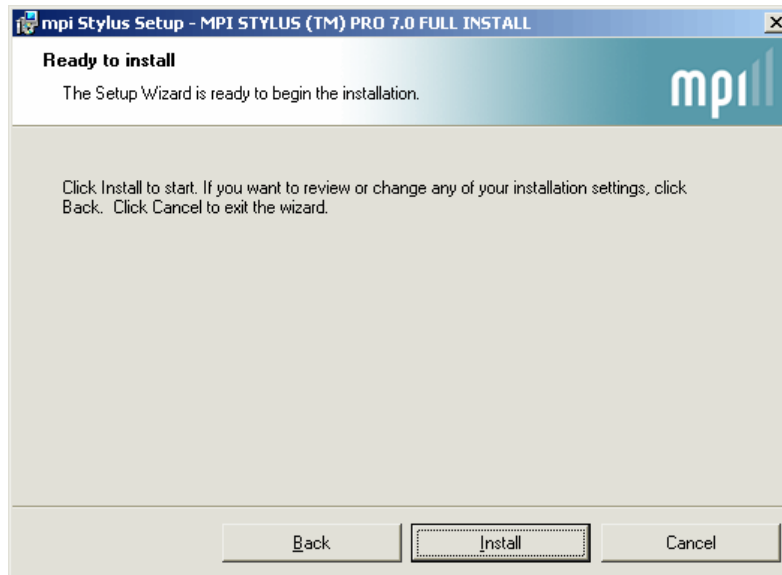 mpi Stylus Setup - MPI STYLUS (TM) PRO 7.0 FULL INSTALL
Ready to install
The Setup Wizard is ready to begin the installation.
mpi
Click Install to start. If you want to review or change any of your installation settings, click
Back. Click Cancel to exit the wizard.
Back Install Cancel